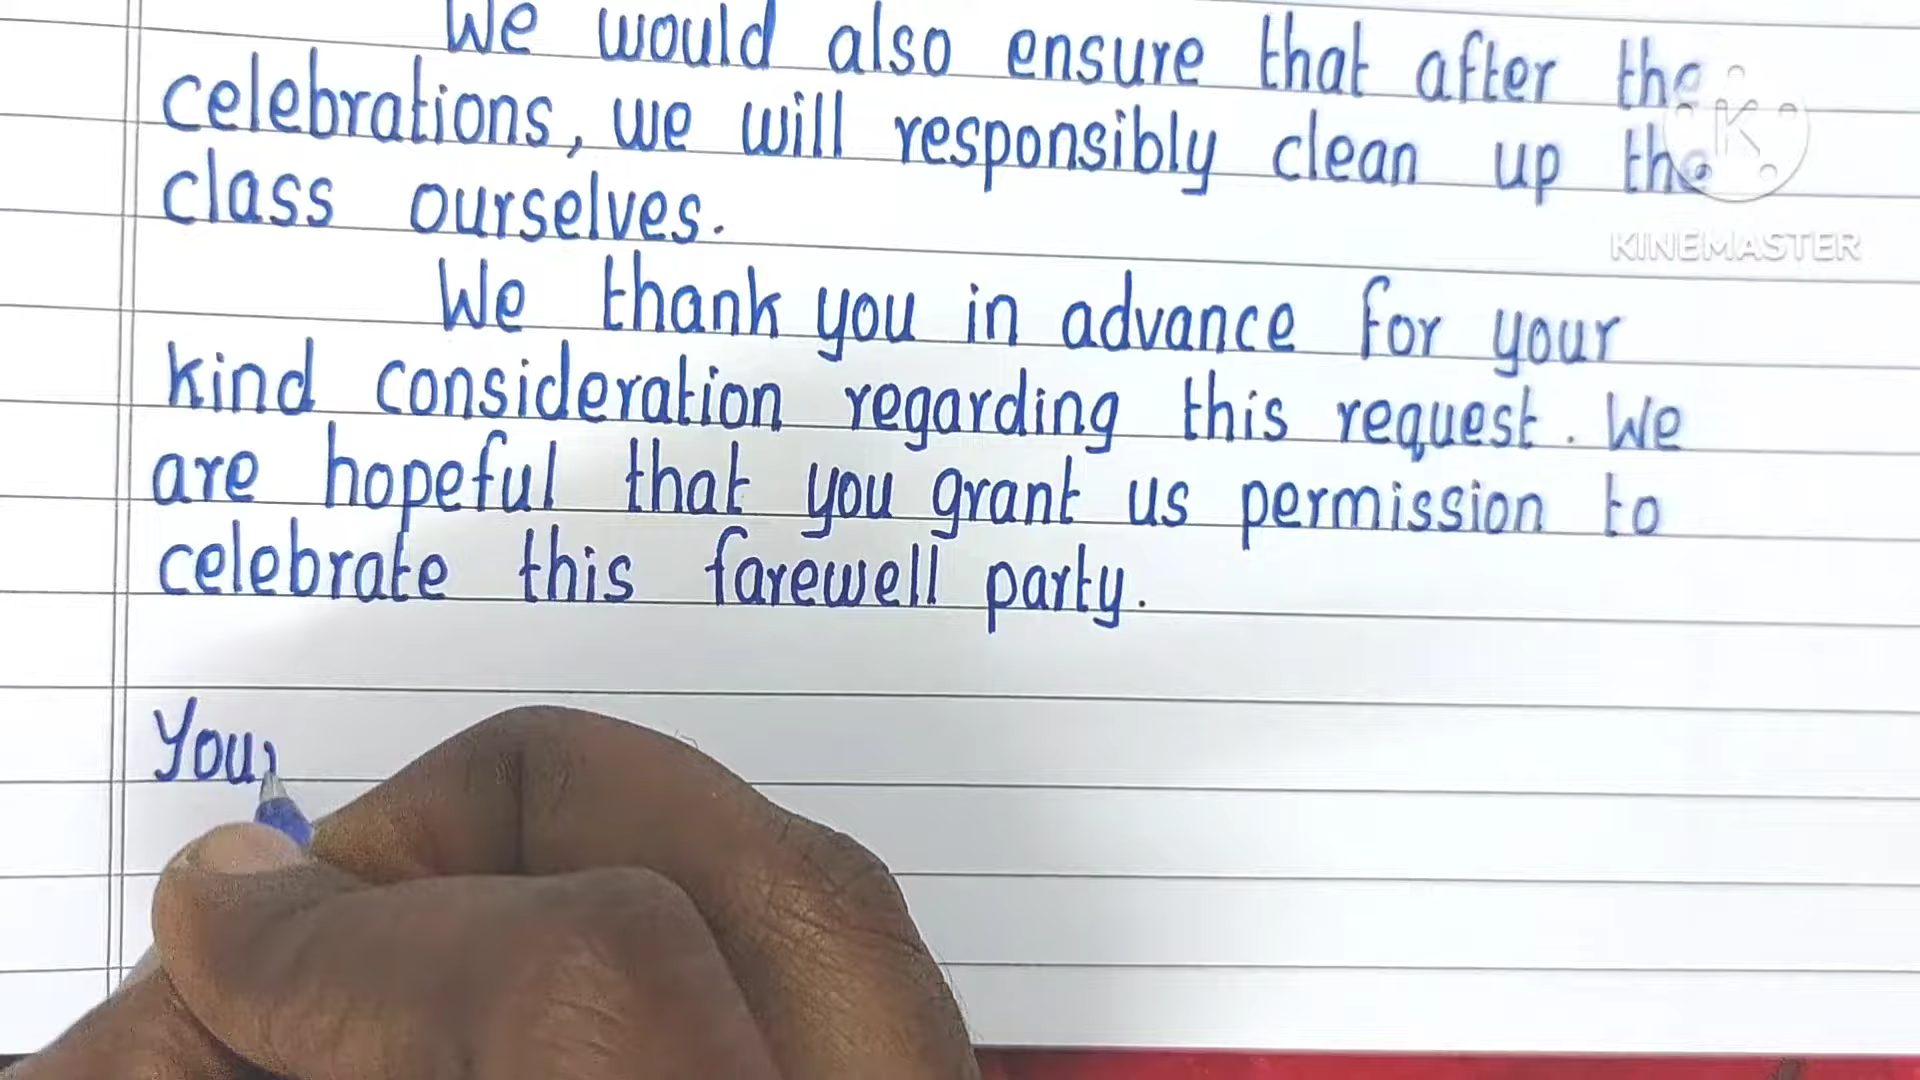 We would also ensure that after the
celebrations, we will responsibly clean up the
class ourselves.
We thank you in advance for your
kind consideration regarding this request. We
are hopeful that you grant us permission to
celebrate this farewell party.
Your
K
KINEMASTER